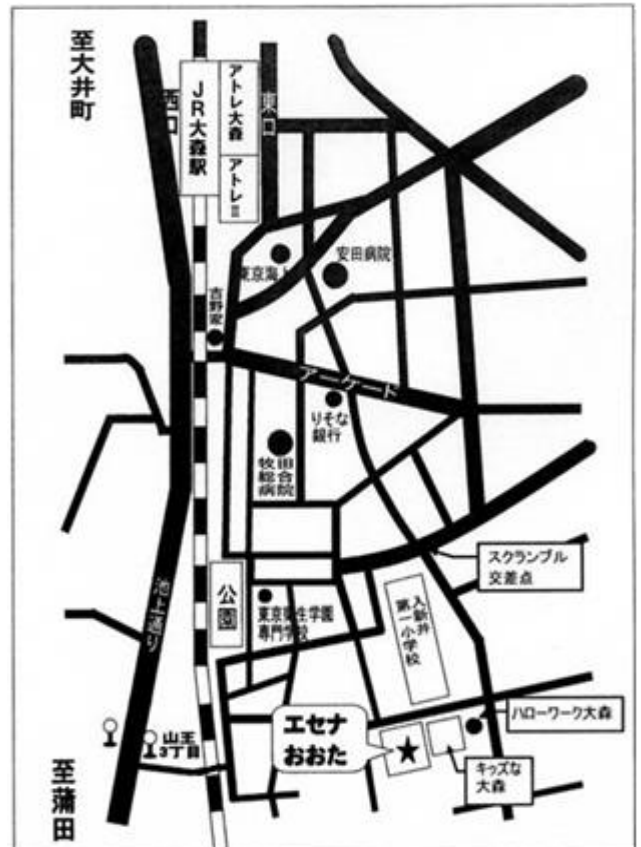 至大井町
西口
JR大森駅
アトレ大森
アトレⅡ
東口
東京海上
安田病院
吉野家
アーケード
りそな
銀行
牧田
総合
病院
スクランブル
交差点
公園
池上通り
東京衛生学園
専門学校
入新井
第一小学校
ハローワーク大森
エセナ
おおた
キッズな
大森
山王
3丁目
至蒲田